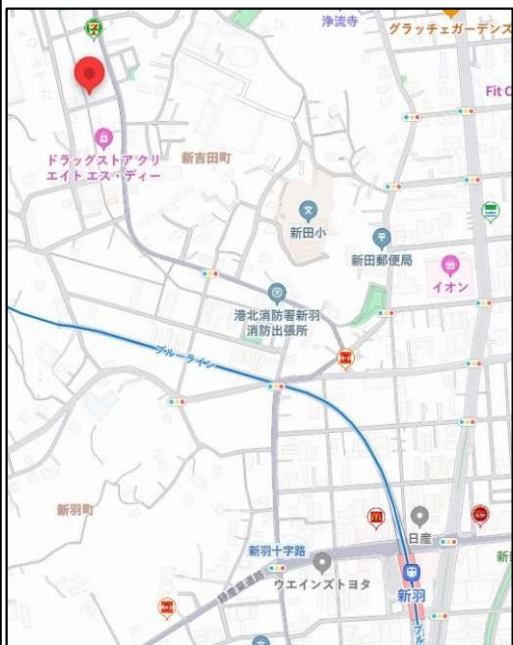 浄流寺
グラッチェガーデンズ
Fit C
ドラッグストア クリ
エイト エス・ディー
新吉田町
新田小
新田郵便局
イオン
港北消防署新羽
消防出張所
ブルーライン
新羽町
日産
新羽十字路
ウエインズトヨタ
新羽